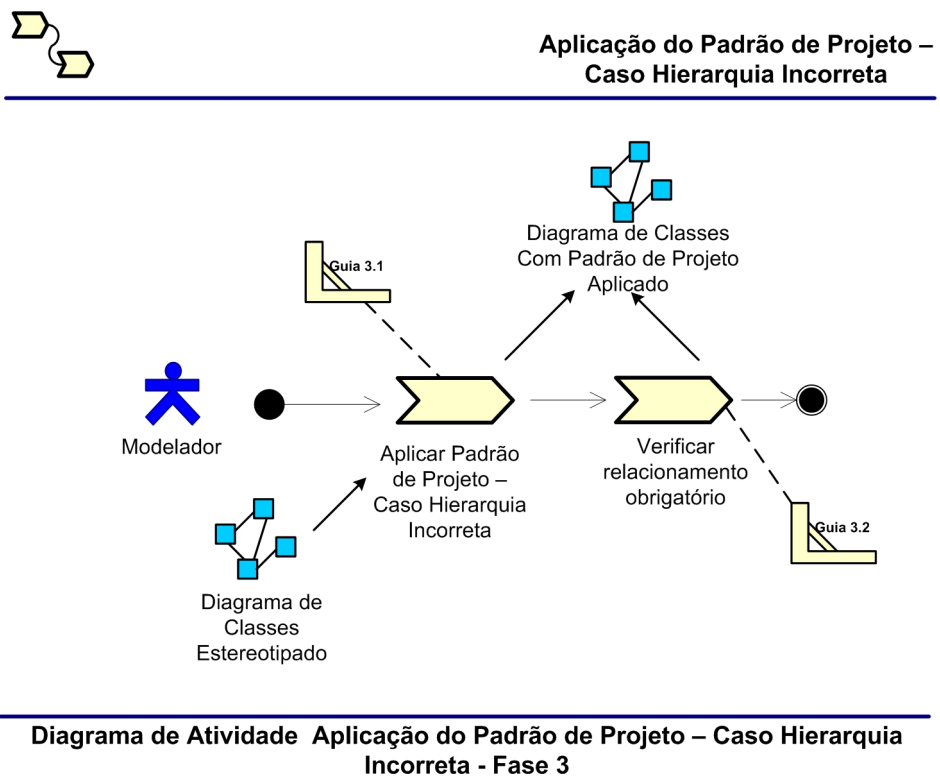 Aplicação do Padrão de Projeto –
Caso Hierarquia Incorreta
Diagrama de Classes
Com Padrão de Projeto
Aplicado
Guia 3.1
Modelador
Aplicar Padrão
de Projeto –
Caso Hierarquia
Incorreta
Verificar
relacionamento
obrigatório
Guia 3.2
Diagrama de
Classes
Estereotipado
Diagrama de Atividade  Aplicação do Padrão de Projeto – Caso Hierarquia
Incorreta - Fase 3